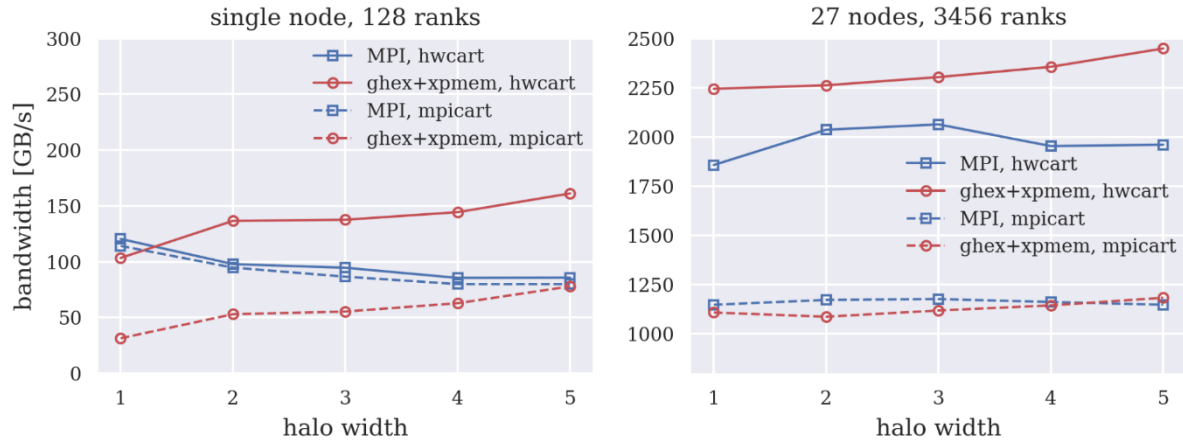 single node, 128 ranks
300
250
200
150
100
50
0
bandwidth [GB/s]
MPI, hwcart
ghex+xpmem, hwcart
MPI, mpicart
ghex+xpmem, mpicart
1 2 3 4 5
halo width
27 nodes, 3456 ranks
2500
2250
2000
1750
1500
1250
1000
MPI, hwcart
ghex+xpmem, hwcart
MPI, mpicart
ghex+xpmem, mpicart
1 2 3 4 5
halo width